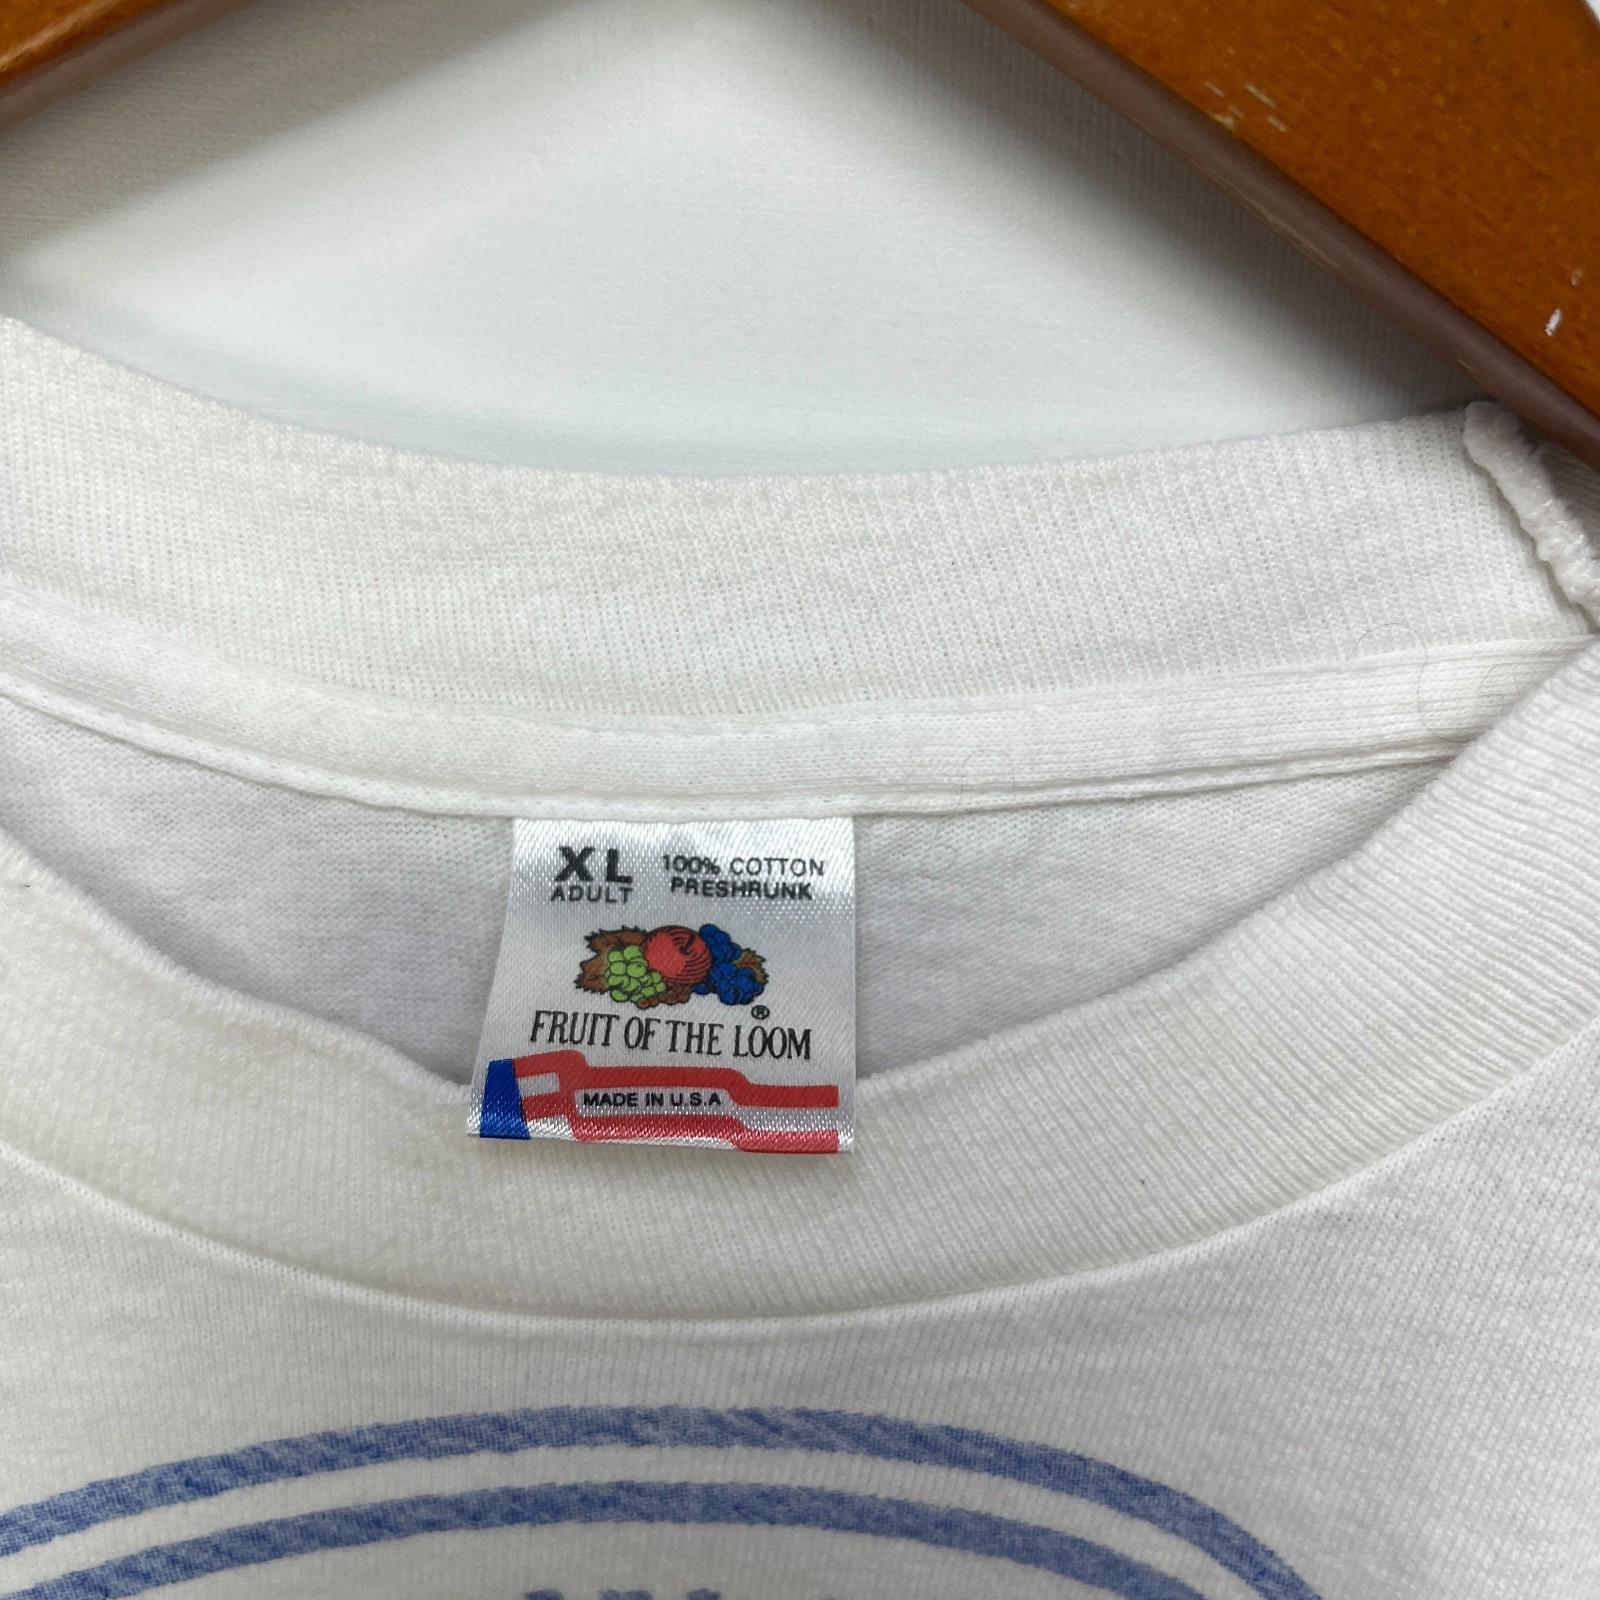 XL
ADULT
100% COTTON
PRESHRUNK
®
FRUIT OF THE LOOM
MADE IN U.S.A